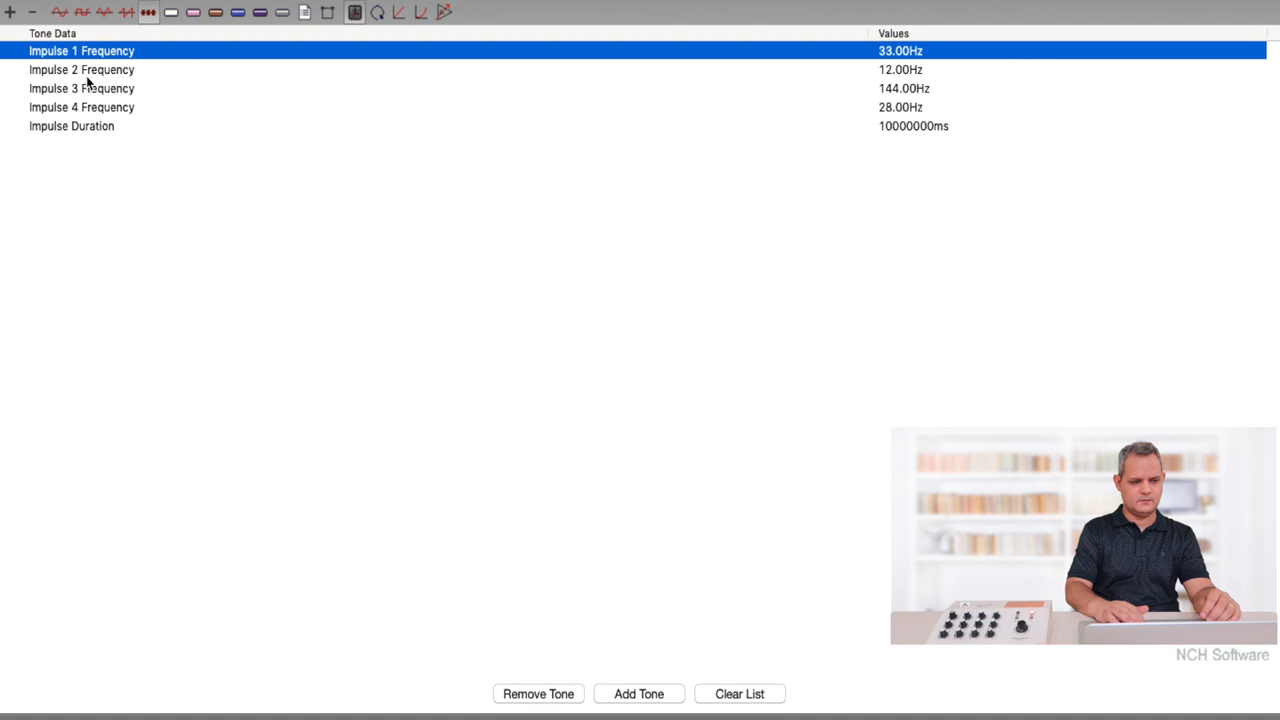 Tone Data Values
Impulse 1 Frequency 33.00Hz
Impulse 2 Frequency 12.00Hz
Impulse 3 Frequency 144.00Hz
Impulse 4 Frequency 28.00Hz
Impulse Duration 10000000ms
NCH Software
Remove Tone Add Tone Clear List